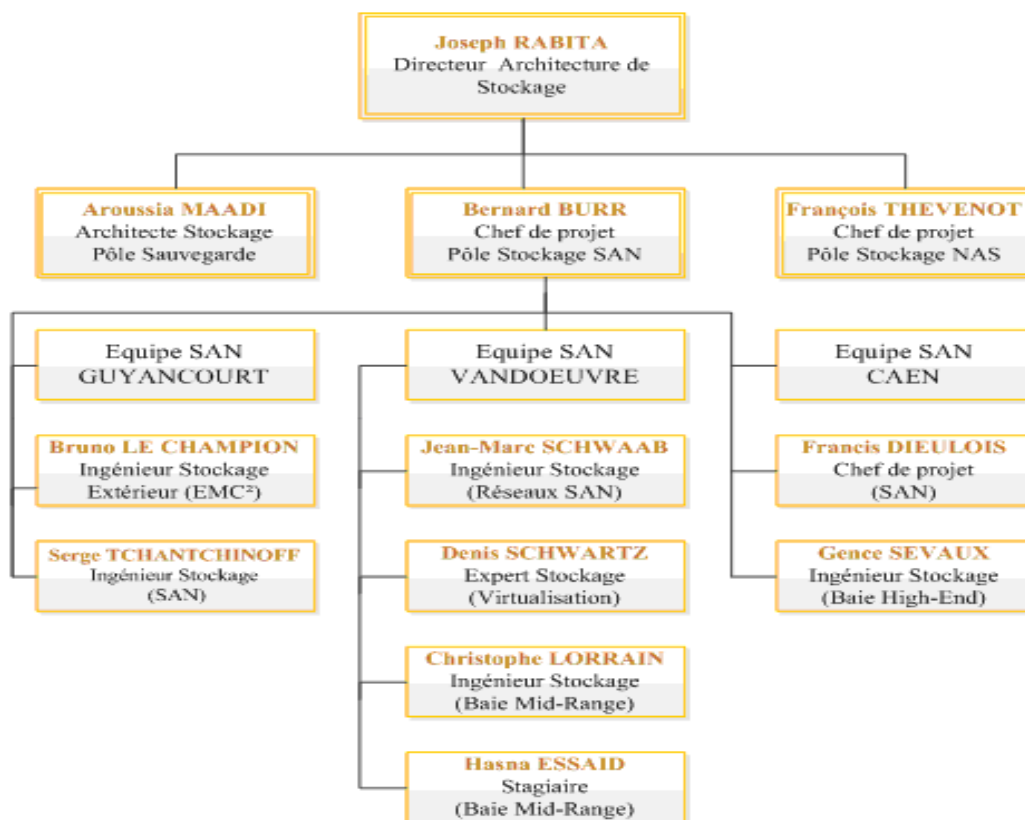 Joseph RABITA
Directeur Architecture de
Stockage
Aroussia MAADI
Architecte Stockage
Pôle Sauvegarde
Bernard BURR
Chef de projet
Pôle Stockage SAN
François THEVENOT
Chef de projet
Pôle Stockage NAS
Equipe SAN
GUYANCOURT
Bruno LE CHAMPION
Ingénieur Stockage
Extérieur (EMC²)
Serge TCHANTCHINOFF
Ingénieur Stockage
(SAN)
Equipe SAN
VANDOEUVRE
Jean-Marc SCHWAAB
Ingénieur Stockage
(Réseaux SAN)
Denis SCHWARTZ
Expert Stockage
(Virtualisation)
Christophe LORRAIN
Ingénieur Stockage
(Baie Mid-Range)
Hasna ESSAID
Stagiaire
(Baie Mid-Range)
Equipe SAN
CAEN
Francis DIEULOIS
Chef de projet
(SAN)
Gence SEVAUX
Ingénieur Stockage
(Baie High-End)